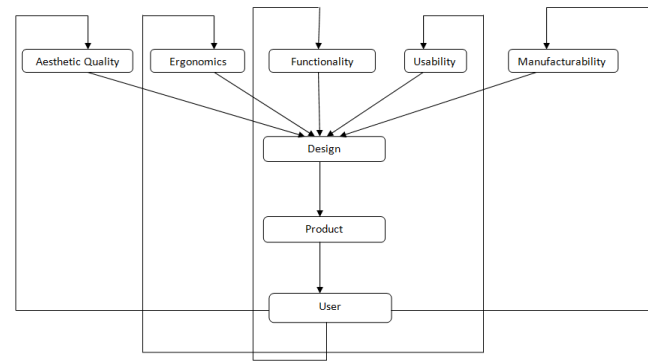 Aesthetic Quality
Ergonomics
Functionality
Usability
Manufacturability
Design
Product
User